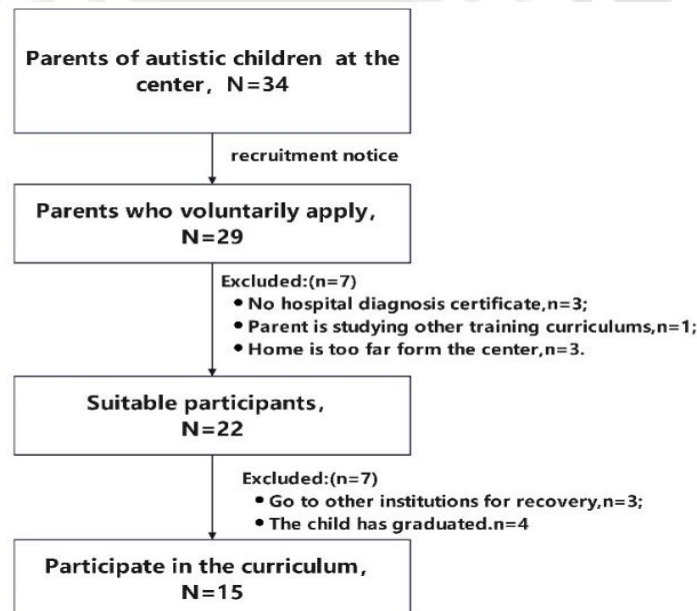 Parents of autistic children at the
center, N=34
recruitment notice
Parents who voluntarily apply,
N=29
Excluded:(n=7)
• No hospital diagnosis certificate,n=3;
• Parent is studying other training curriculums,n=1;
• Home is too far form the center,n=3.
Suitable participants,
N=22
Excluded:(n=7)
• Go to other institutions for recovery,n=3;
• The child has graduated.n=4
Participate in the curriculum,
N=15